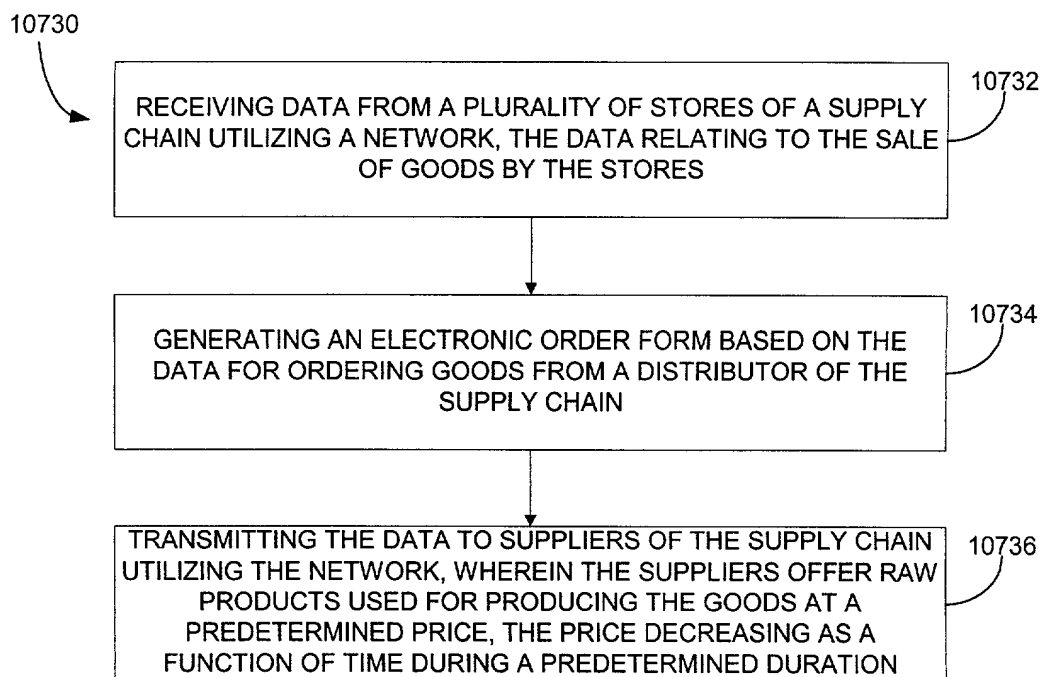 10730
10732
RECEIVING DATA FROM A PLURALITY OF STORES OF A SUPPLY
CHAIN UTILIZING A NETWORK, THE DATA RELATING TO THE SALE
OF GOODS BY THE STORES
10734
GENERATING AN ELECTRONIC ORDER FORM BASED ON THE
DATA FOR ORDERING GOODS FROM A DISTRIBUTOR OF THE
SUPPLY CHAIN
10736
TRANSMITTING THE DATA TO SUPPLIERS OF THE SUPPLY CHAIN
UTILIZING THE NETWORK, WHEREIN THE SUPPLIERS OFFER RAW
PRODUCTS USED FOR PRODUCING THE GOODS AT A
PREDETERMINED PRICE, THE PRICE DECREASING AS A
FUNCTION OF TIME DURING A PREDETERMINED DURATION